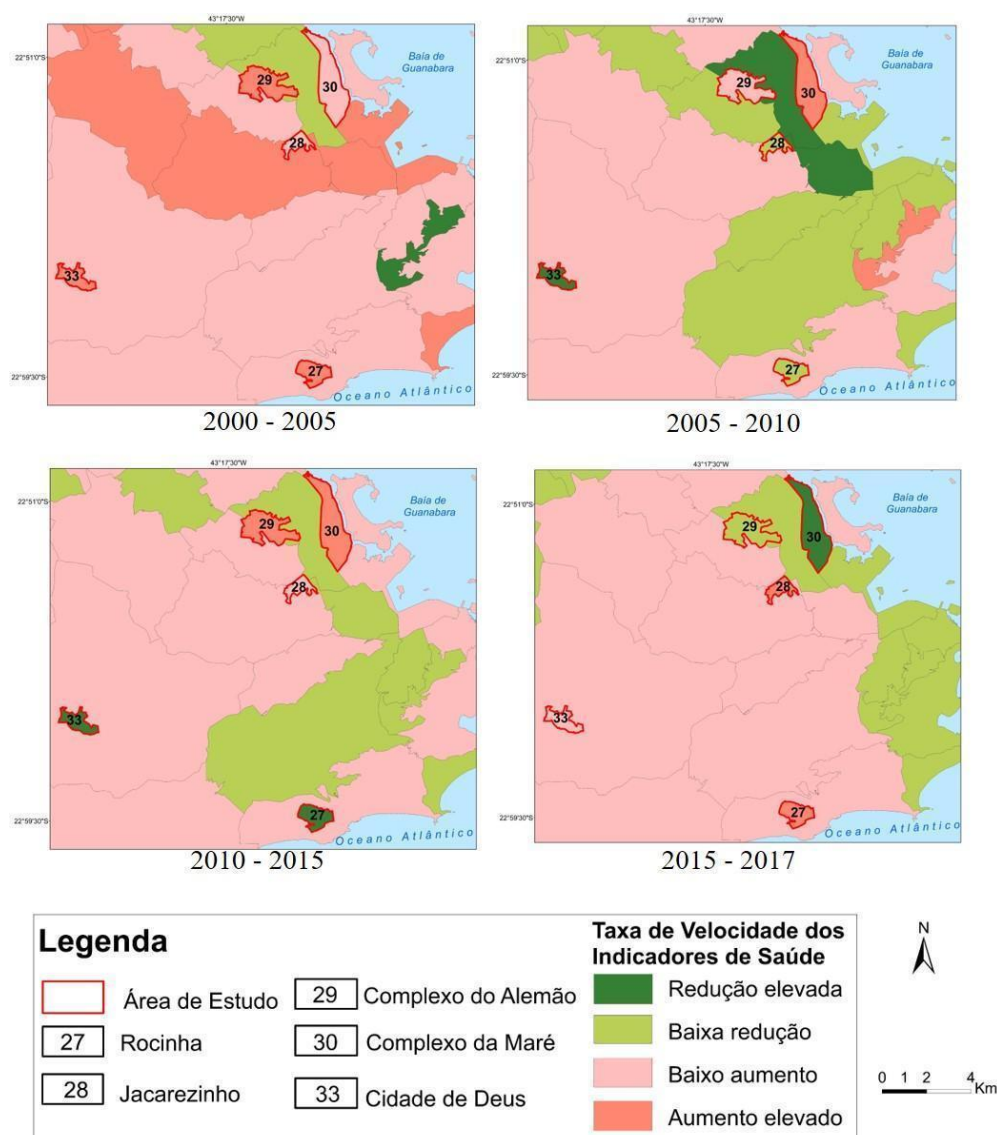 43°17'30"W
43°17'30"W
22°51'0"S
Baía de
Guanabara
29
30
28
33
27
22°59'30"S
Oceano Atlântico
22°51'0"S
Baía de
Guanabara
29
30
28
33
27
22°59'30"S
Oceano Atlântico
2000 - 2005
2005 - 2010
43°17'30"W
43°17'30"W
22°51'0"S
Baía de
Guanabara
29
30
28
33
27
22°59'30"S
Oceano Atlântico
22°51'0"S
Baía de
Guanabara
29
30
28
33
27
22°59'30"S
Oceano Atlântico
2010 - 2015
2015 - 2017
Legenda
Área de Estudo
27 Rocinha
28 Jacarezinho
29 Complexo do Alemão
30 Complexo da Maré
33 Cidade de Deus
Taxa de Velocidade dos
Indicadores de Saúde
Redução elevada
Baixa redução
Baixo aumento
Aumento elevado
N
0 1 2 4
Km